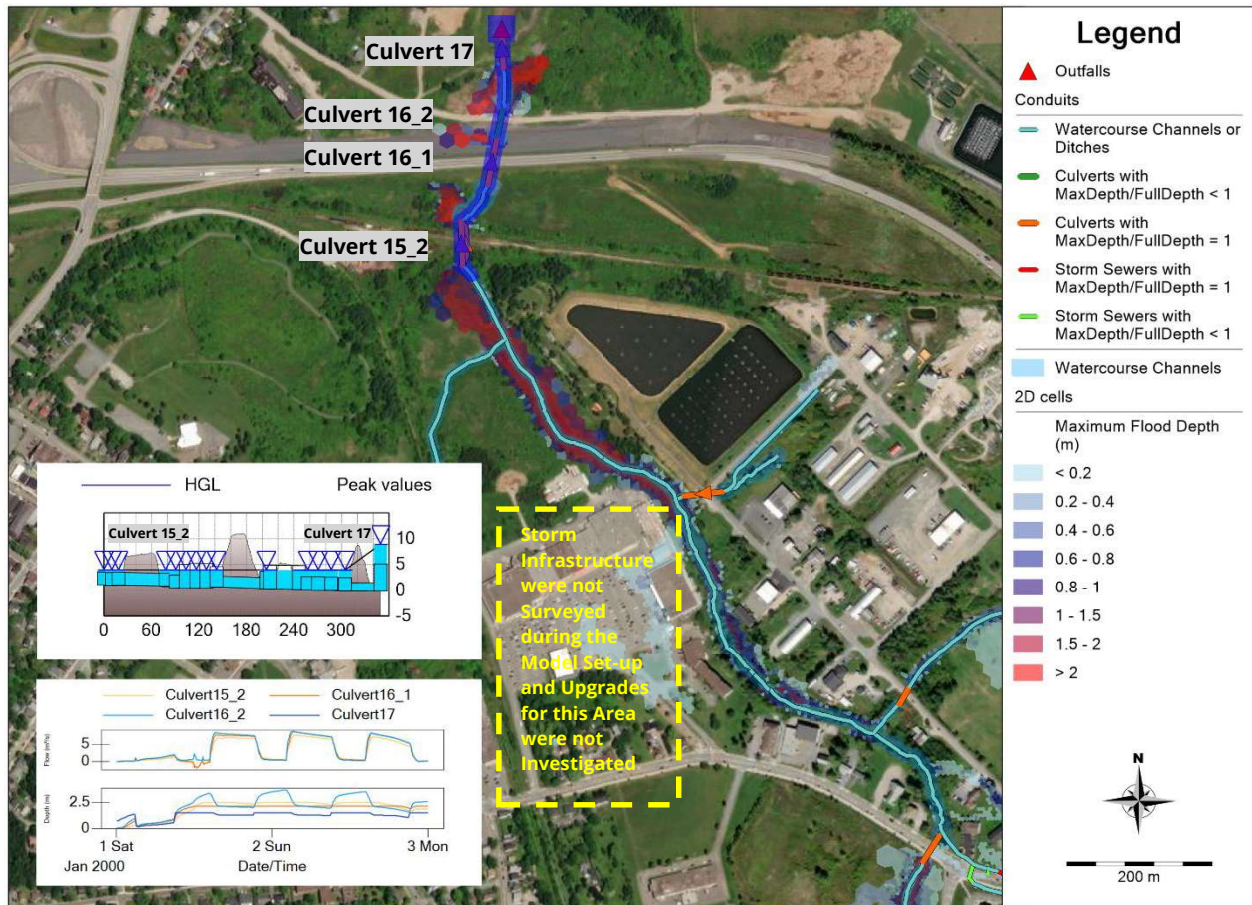 Culvert 17
Culvert 16_2
Culvert 16_1
Culvert 15_2
HGL
Peak values
Culvert 15_2
Culvert 17
10
5
0
-5
0
60
120
180
240
300
Culvert15_2
Culvert16_1
Culvert16_2
Culvert17
Flow (m³/s)
5
0
Depth (m)
2.5
0
1 Sat
2 Sun
3 Mon
Jan 2000
Date/Time
Storm
Infrastructure
were not
Surveyed
during the
Model Set-up
and Upgrades
for this Area
were not
Investigated
Legend
Outfalls
Conduits
Watercourse Channels or
Ditches
Culverts with
MaxDepth/FullDepth < 1
Culverts with
MaxDepth/FullDepth = 1
Storm Sewers with
MaxDepth/FullDepth = 1
Storm Sewers with
MaxDepth/FullDepth < 1
Watercourse Channels
2D cells
Maximum Flood Depth
(m)
< 0.2
0.2 - 0.4
0.4 - 0.6
0.6 - 0.8
0.8 - 1
1 - 1.5
1.5 - 2
> 2
N
200 m